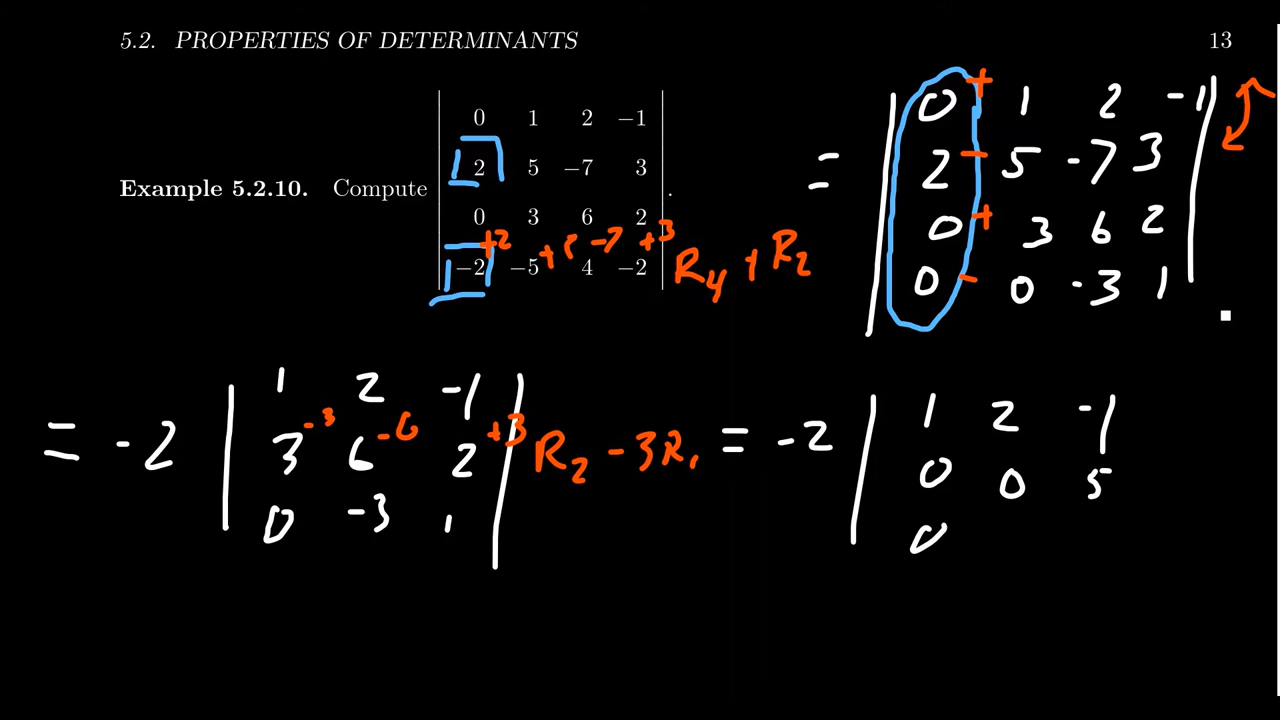 5.2. PROPERTIES OF DETERMINANTS 13
Example 5.2.10. Compute
0 1 2 −1
2 5 −7 3
0 3 6 2
−2 −5 4 −2
.
+2 +5 -7 +3 R4 + R2
=
0 + 1 2 -1
2 - 5 -7 3
0 + 3 6 2
0 - 0 -3 1
= -2
1 2 -1
3 6 2
0 -3 1
-3 -6 +3 R2 - 3R1
= -2
1 2 -1
0 0 5
0